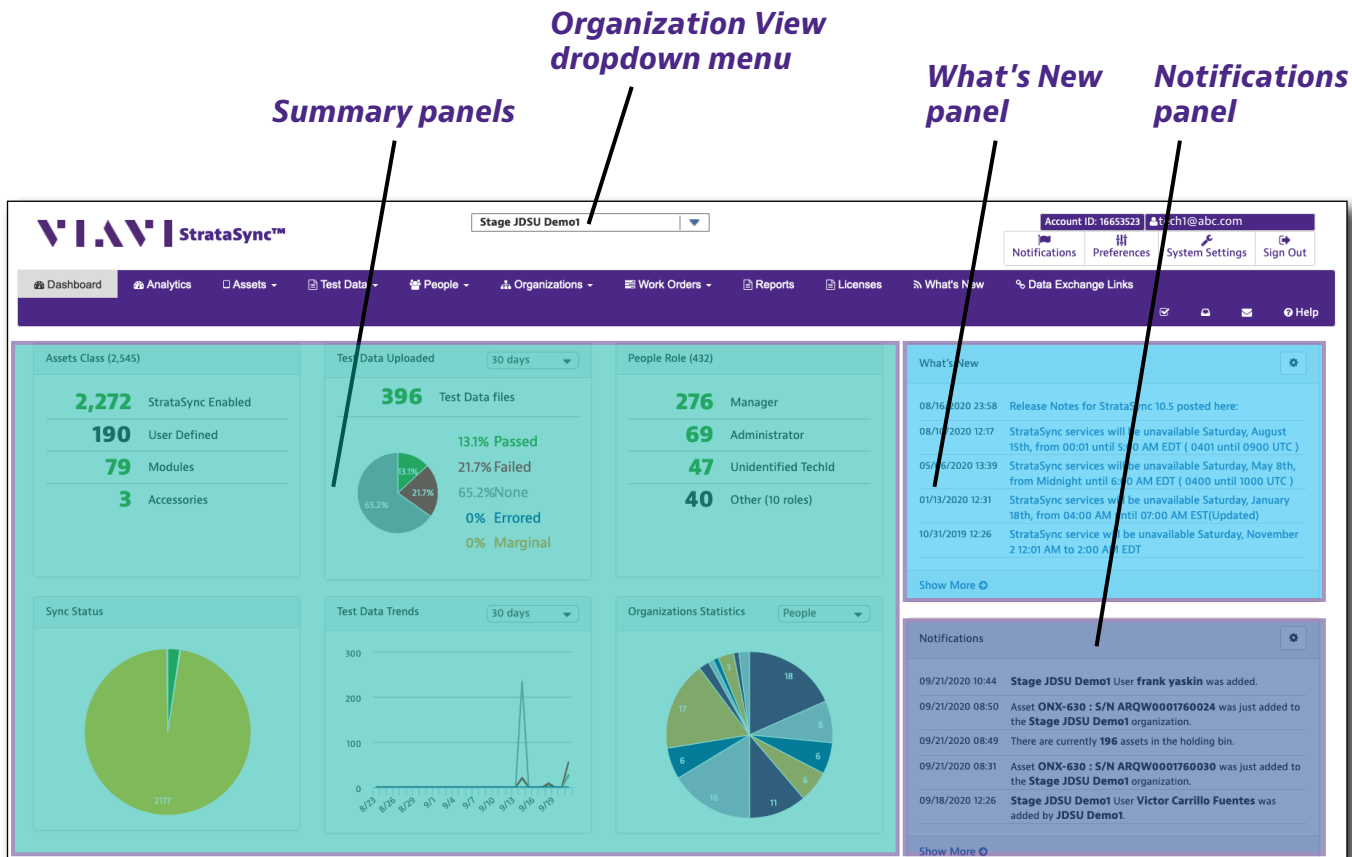 Organization View
dropdown menu
What's New
panel
Notifications
panel
Summary panels
VIAVI StrataSync™
Stage JDSU Demo1
Account ID: 16653523
tech1@abc.com
Notifications
Preferences
System Settings
Sign Out
Dashboard
Analytics
Assets
Test Data
People
Organizations
Work Orders
Reports
Licenses
What's New
Data Exchange Links
Help
Assets Class (2,545)
2,272 StrataSync Enabled
190 User Defined
79 Modules
3 Accessories
Test Data Uploaded
30 days
396 Test Data files
13.1% Passed
21.7% Failed
65.2%None
0% Errored
0% Marginal
13.1%
21.7%
65.2%
People Role (432)
276 Manager
69 Administrator
47 Unidentified TechId
40 Other (10 roles)
What's New
08/16/2020 23:58 Release Notes for StrataSync 10.5 posted here:
08/10/2020 12:17 StrataSync services will be unavailable Saturday, August
15th, from 00:01 until 5:00 AM EDT ( 0401 until 0900 UTC )
05/06/2020 13:39 StrataSync services will be unavailable Saturday, May 8th,
from Midnight until 6:00 AM EDT ( 0400 until 1000 UTC )
01/13/2020 12:31 StrataSync services will be unavailable Saturday, January
18th, from 04:00 AM until 07:00 AM EST(Updated)
10/31/2019 12:26 StrataSync service will be unavailable Saturday, November
2 12:01 AM to 2:00 AM EDT
Show More
Sync Status
2177
Test Data Trends
30 days
300
200
100
0
8/23 8/26 8/29 9/1 9/4 9/7 9/10 9/13 9/16 9/19
Organizations Statistics
People
3
18
17
8
6
6
6
16
11
Notifications
09/21/2020 10:44 Stage JDSU Demo1 User frank yaskin was added.
09/21/2020 08:50 Asset ONX-630 : S/N ARQW0001760024 was just added to
the Stage JDSU Demo1 organization.
09/21/2020 08:49 There are currently 196 assets in the holding bin.
09/21/2020 08:31 Asset ONX-630 : S/N ARQW0001760030 was just added to
the Stage JDSU Demo1 organization.
09/18/2020 12:26 Stage JDSU Demo1 User Victor Carrillo Fuentes was
added by JDSU Demo1.
Show More